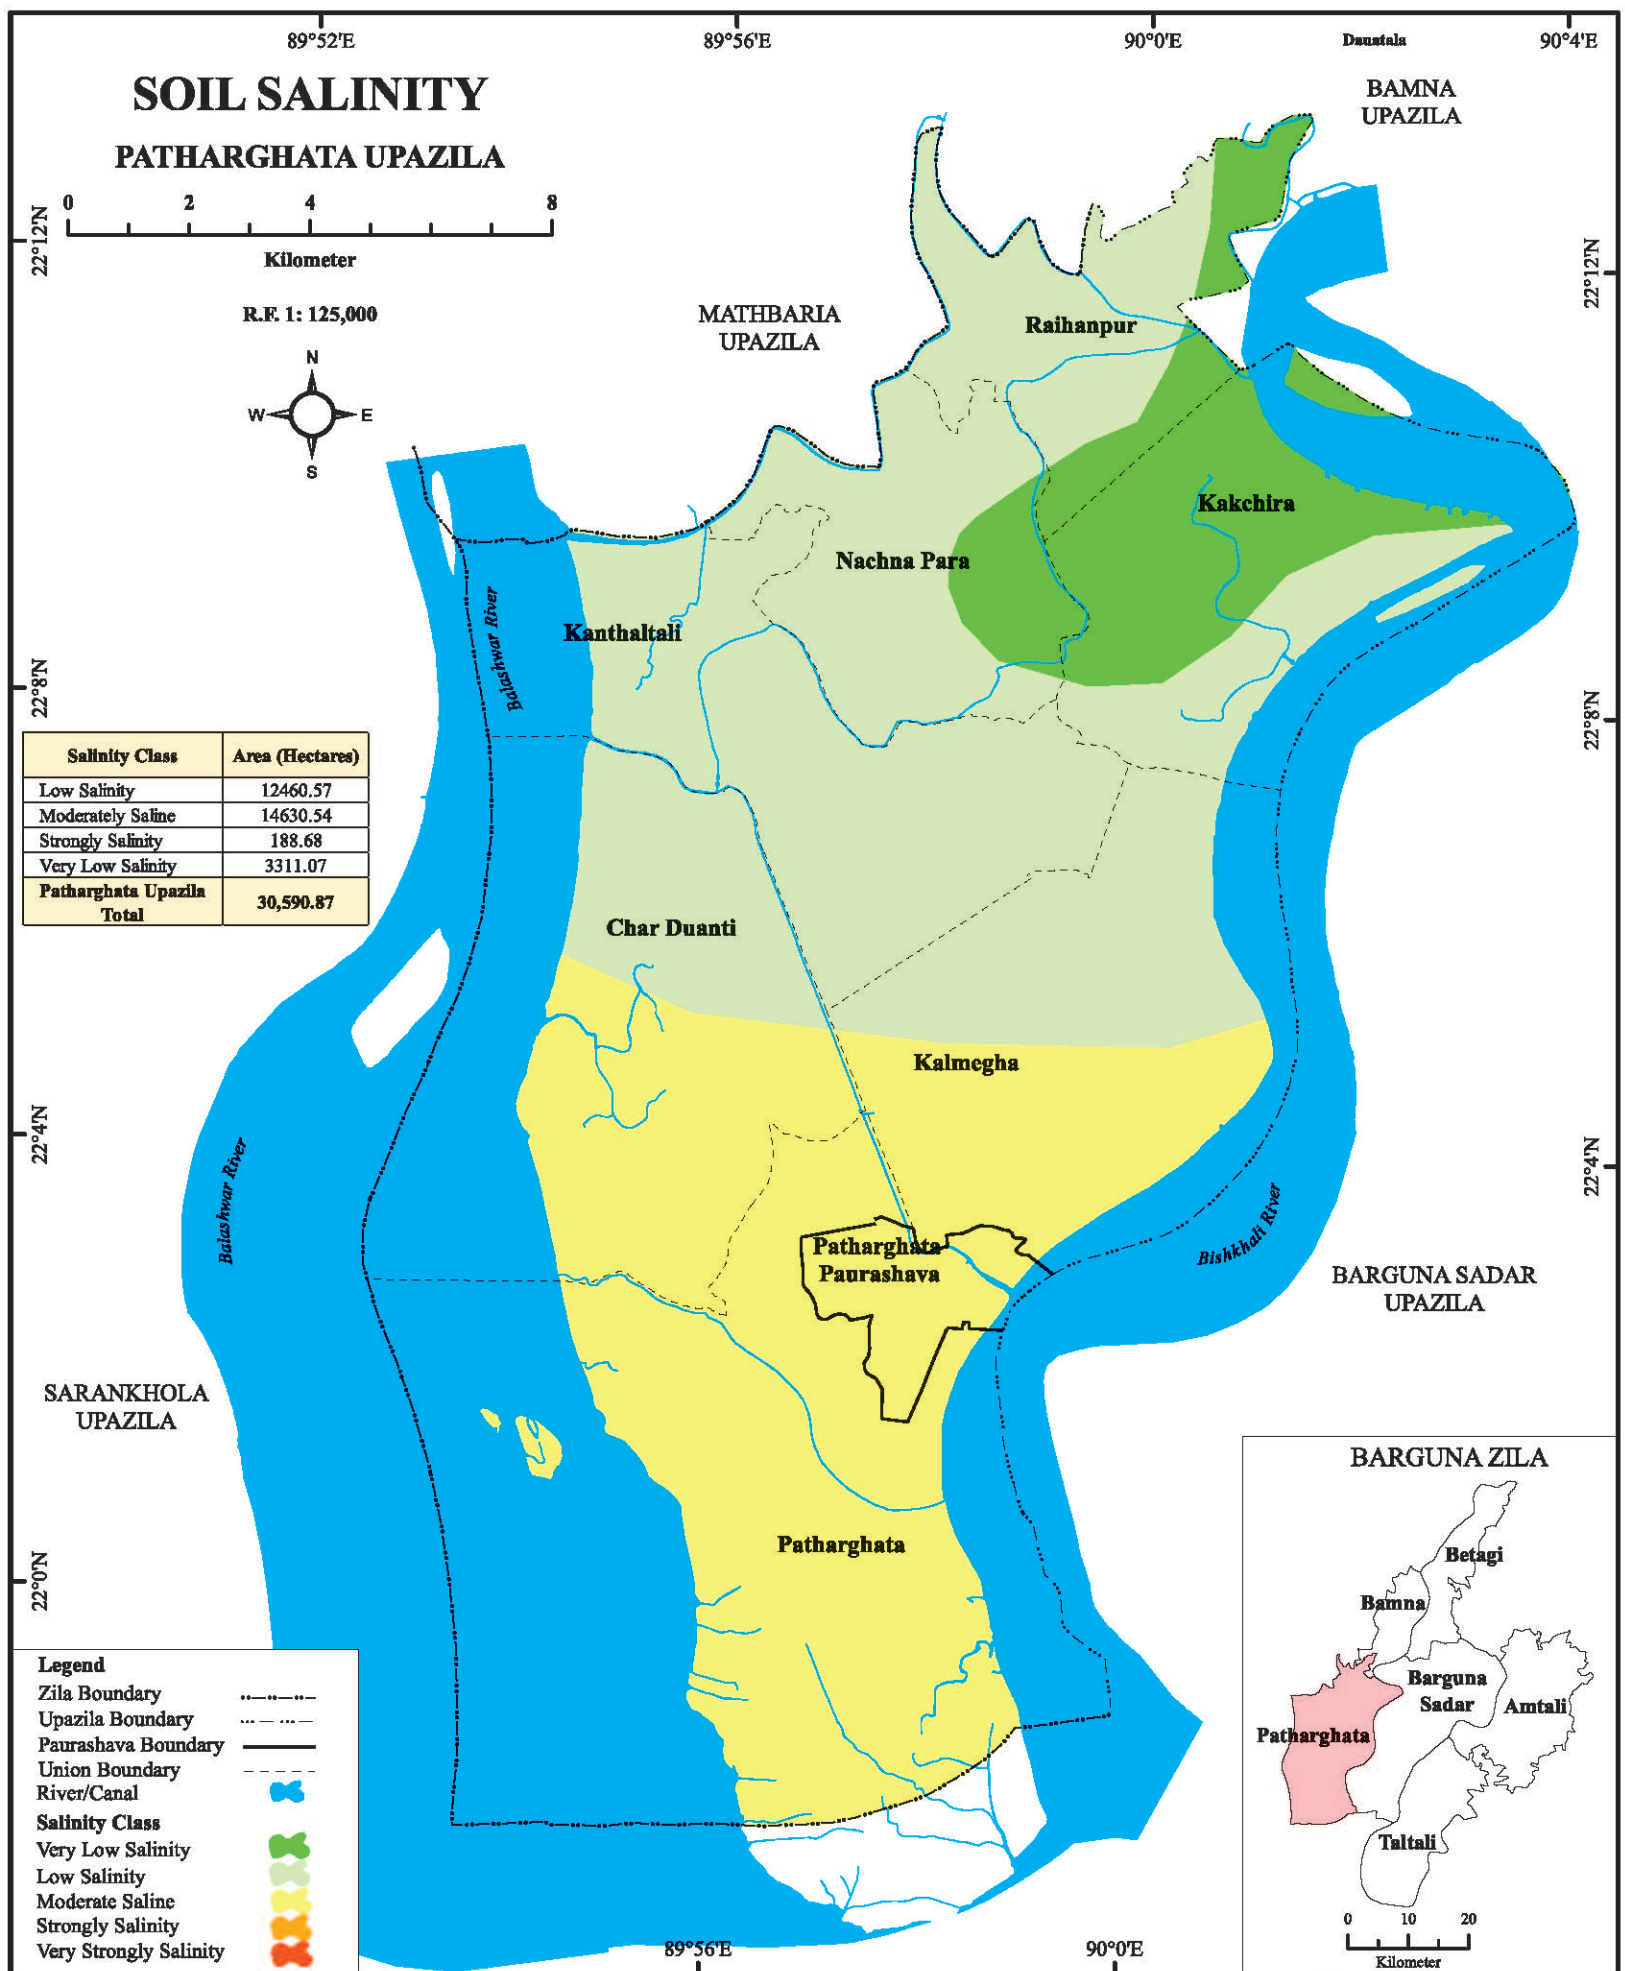 89°52'E
89°56'E
90°0'E
Dauatala
90°4'E
SOIL SALINITY
PATHARGHATA UPAZILA
0 2 4 8
Kilometer
R.F. 1: 125,000
N
W E
S
22°12'N
22°12'N
BAMNA
UPAZILA
MATHBARIA
UPAZILA
Raihanpur
Kakchira
Nachna Para
Kanthaltali
Balashwar River
22°8'N
22°8'N
Salinity Class Area (Hectares)
Low Salinity 12460.57
Moderately Saline 14630.54
Strongly Salinity 188.68
Very Low Salinity 3311.07
Patharghata Upazila
Total 30,590.87
Char Duanti
Kalmegha
22°4'N
22°4'N
Balashwar River
Bishkhali River
Patharghata
Paurashava
BARGUNA SADAR
UPAZILA
SARANKHOLA
UPAZILA
Patharghata
22°0'N
Legend
Zila Boundary
Upazila Boundary
Paurashava Boundary
Union Boundary
River/Canal
Salinity Class
Very Low Salinity
Low Salinity
Moderate Saline
Strongly Salinity
Very Strongly Salinity
89°56'E
90°0'E
BARGUNA ZILA
Betagi
Bamna
Barguna
Sadar
Amtali
Patharghata
Taltali
0 10 20
Kilometer